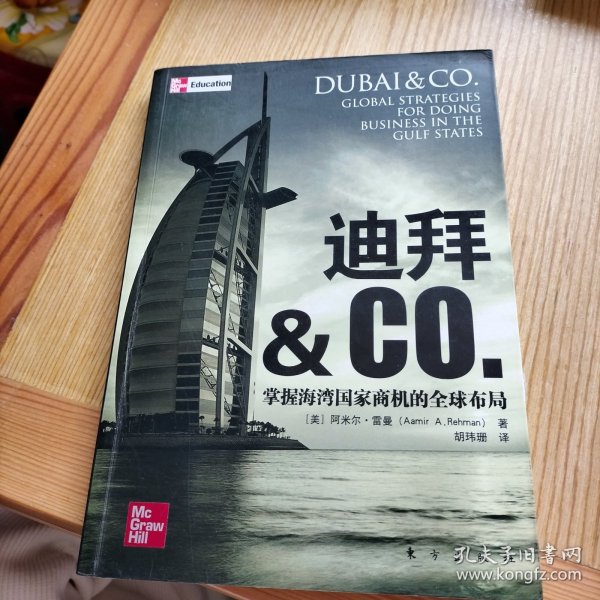 Mc
Graw
Hill
Education
DUBAI & CO.
GLOBAL STRATEGIES
FOR DOING
BUSINESS IN THE
GULF STATES
迪拜
& CO.
掌握海湾国家商机的全球布局
[美] 阿米尔·雷曼 (Aamir A.Rehman) 著
胡玮珊 译
Mc
Graw
Hill
東方
孔夫子旧书网
www.kongfz.com